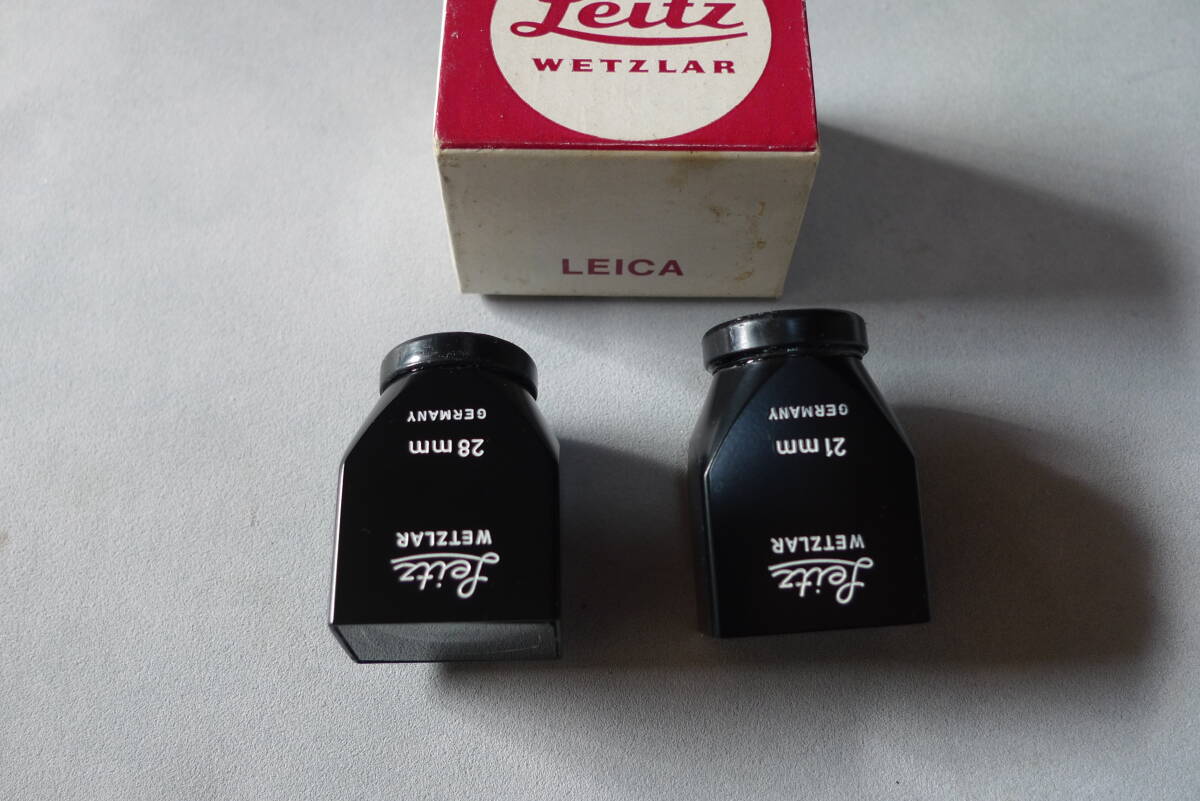 Leitz
WETZLAR
LEICA
Leitz
WETZLAR
28 mm
GERMANY
Leitz
WETZLAR
21 mm
GERMANY